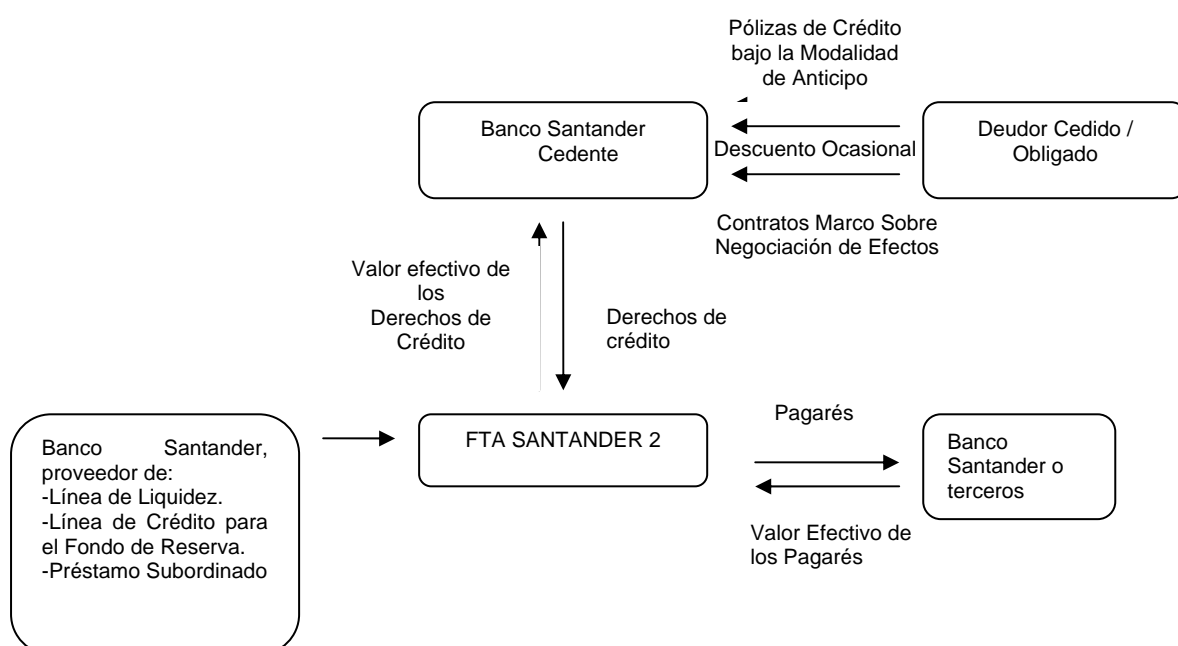 Pólizas de Crédito
bajo la Modalidad
de Anticipo
Banco Santander
Cedente
Descuento Ocasional
Deudor Cedido /
Obligado
Contratos Marco Sobre
Negociación de Efectos
Valor efectivo de
los
Derechos de
Crédito
Derechos de
crédito
Banco Santander,
proveedor de:
-Línea de Liquidez.
-Línea de Crédito para
el Fondo de Reserva.
-Préstamo Subordinado
FTA SANTANDER 2
Pagarés
Banco
Santander o
terceros
Valor Efectivo de
los Pagarés